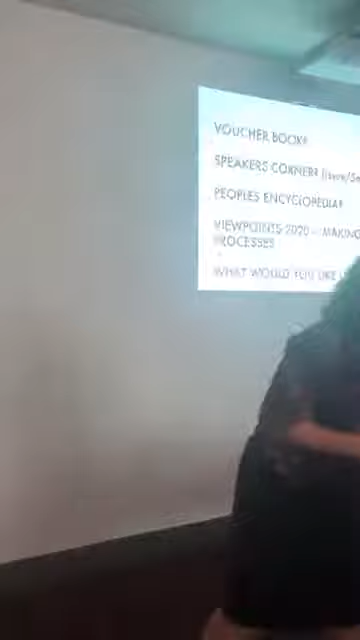 VOUCHER BOOK?
SPEAKERS CORNER?
PEOPLES ENCYCLOPEDIA?
VIEWPOINTS 2020 – MAKING
PROCESSES
WHAT WOULD YOU LIKE